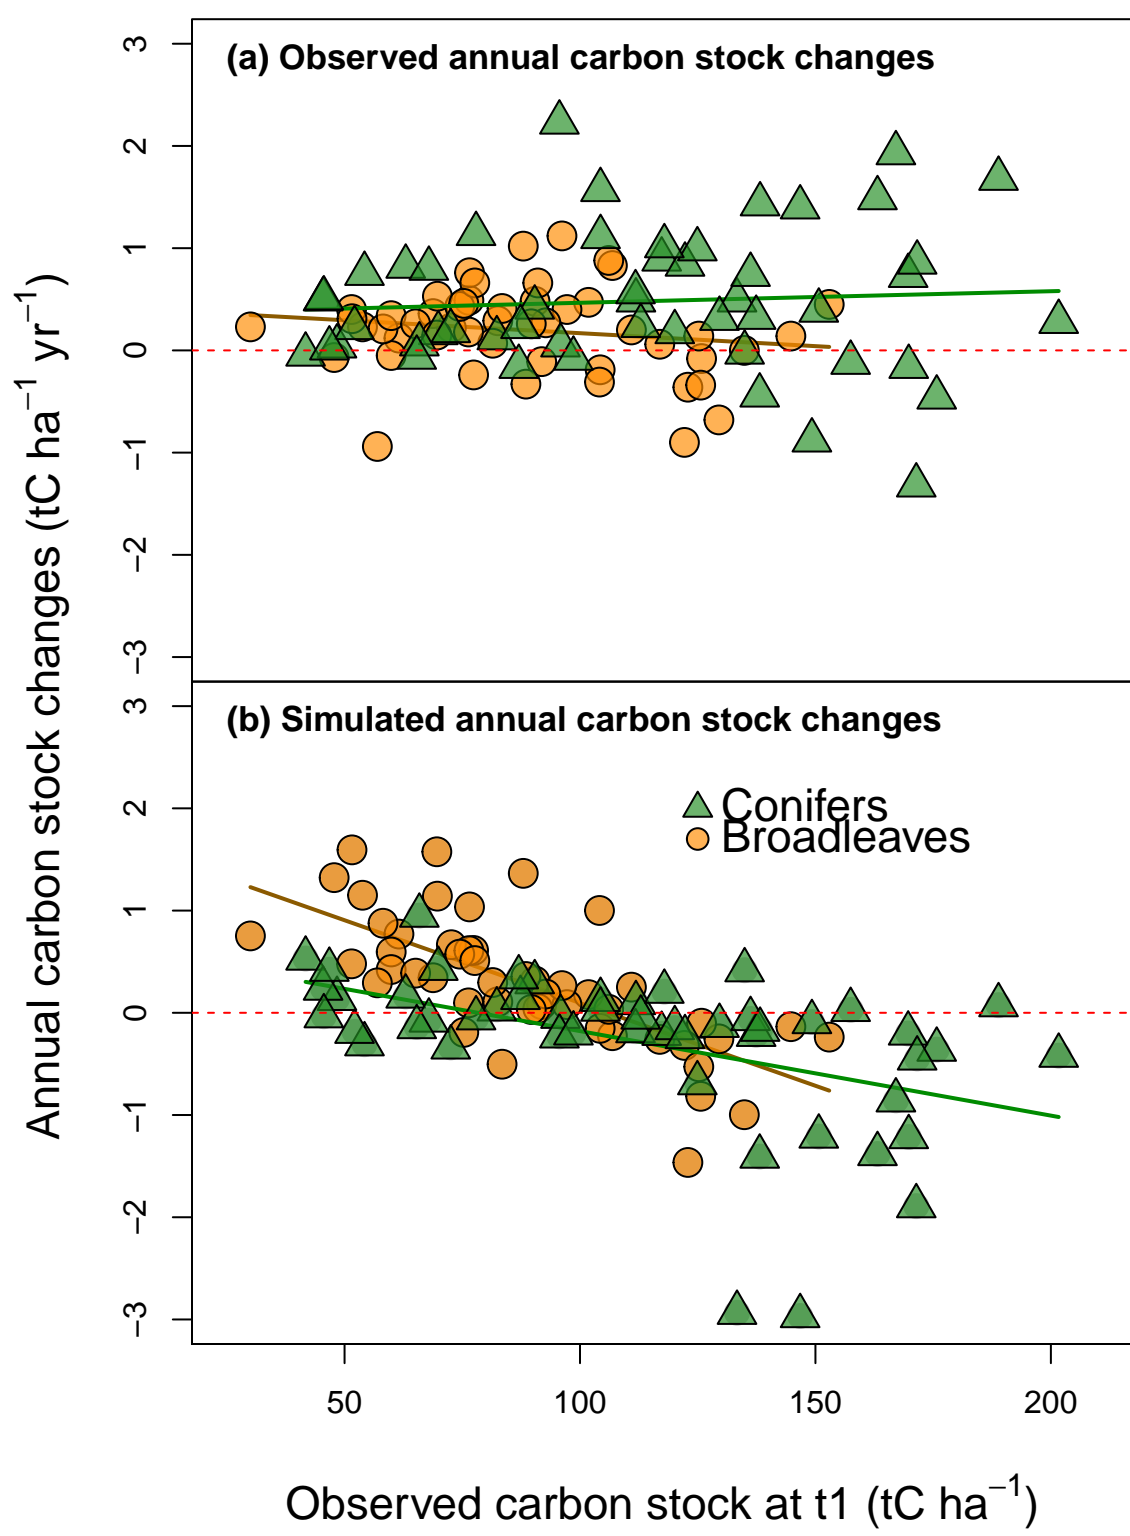 (a) Observed annual carbon stock changes
3
2
1
0
−1
−2
−3
Annual carbon stock changes (tC ha⁻¹ yr⁻¹)
(b) Simulated annual carbon stock changes
Conifers
Broadleaves
3
2
1
0
−1
−2
−3
50 100 150 200
Observed carbon stock at t1 (tC ha⁻¹)